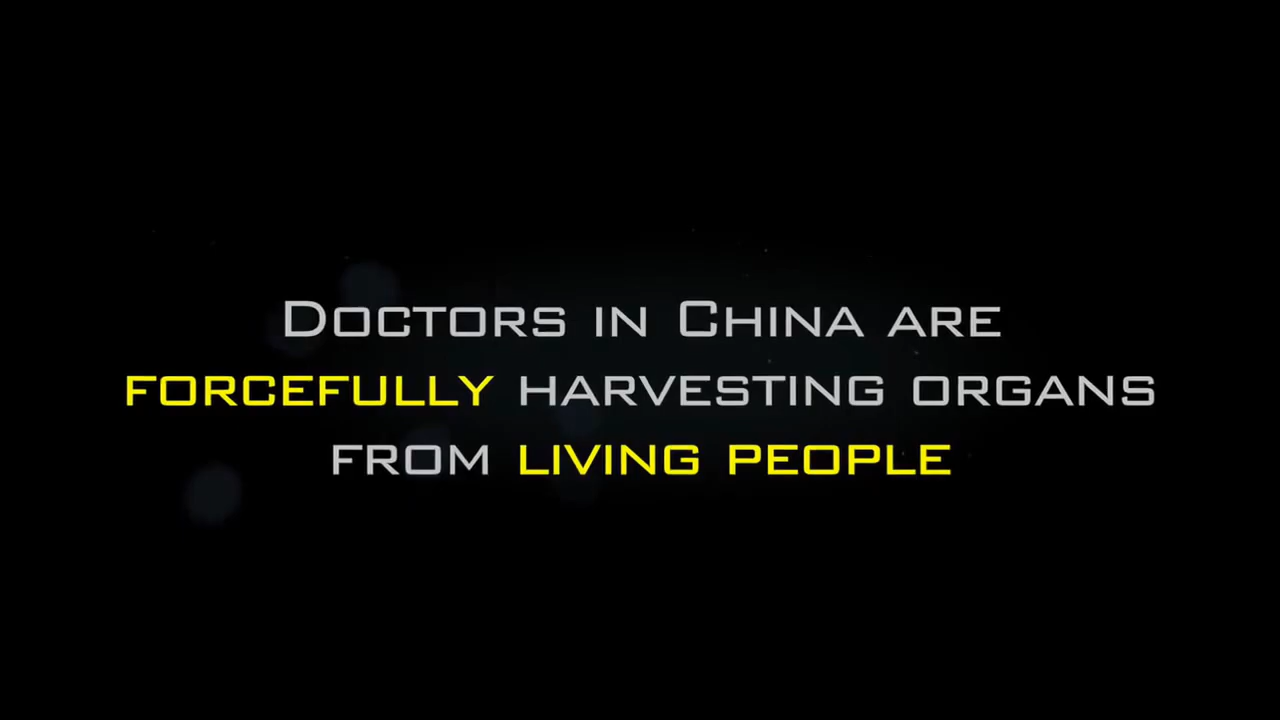 Doctors in China are
forcefully harvesting organs
from living people